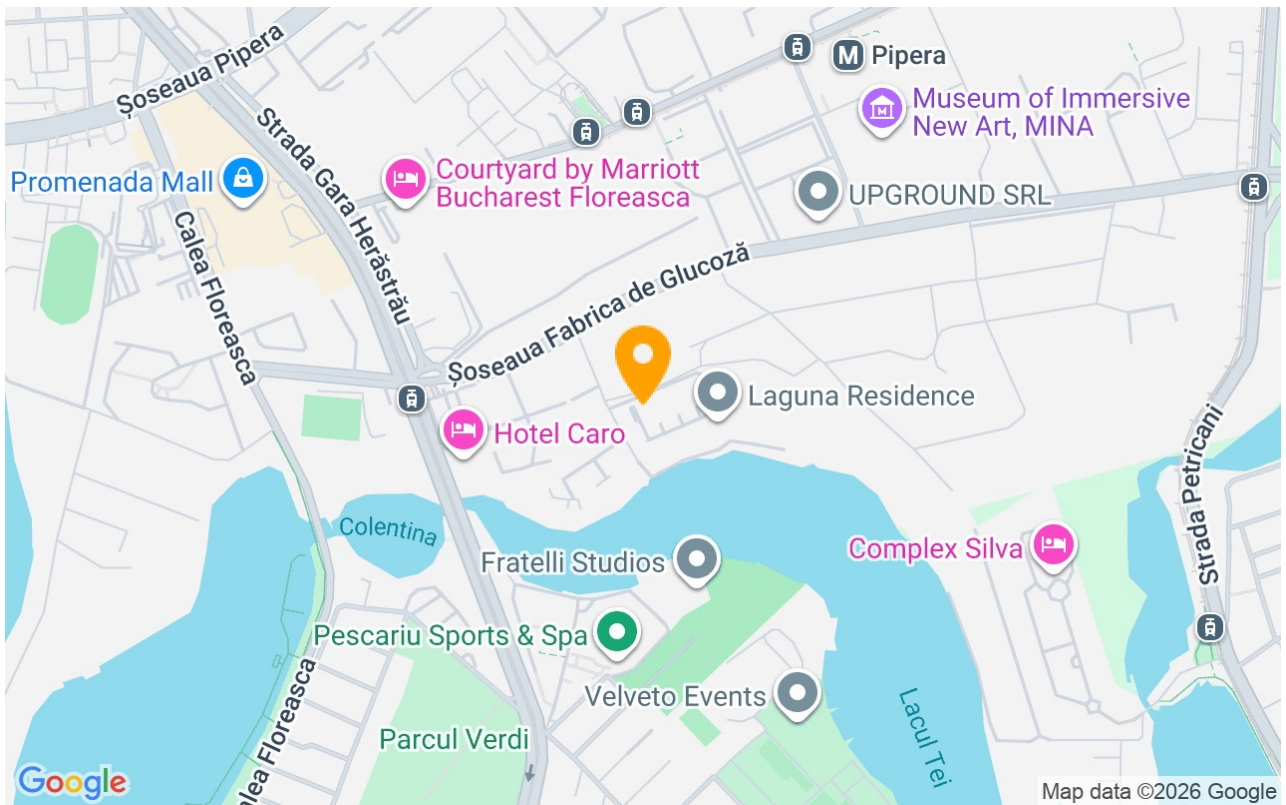 Șoseaua Pipera
Strada Gara Herăstrău
M Pipera
Museum of Immersive
New Art, MINA
Promenada Mall
Courtyard by Marriott
Bucharest Floreasca
UPGROUND SRL
Calea Floreasca
Șoseaua Fabrica de Glucoză
Laguna Residence
Hotel Caro
Strada Petricani
Colentina
Fratelli Studios
Complex Silva
Pescariu Sports & Spa
Velveto Events
Calea Floreasca
Parcul Verdi
Lacul Tei
Google
Map data ©2026 Google